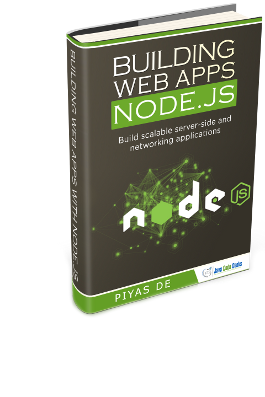 BUILDING
WEB APPS
NODE.JS
Build scalable server-side and
networking applications
node
JS
PIYAS DE
Java Code Geeks
BUILDING WEB APPS WITH NODE.JS